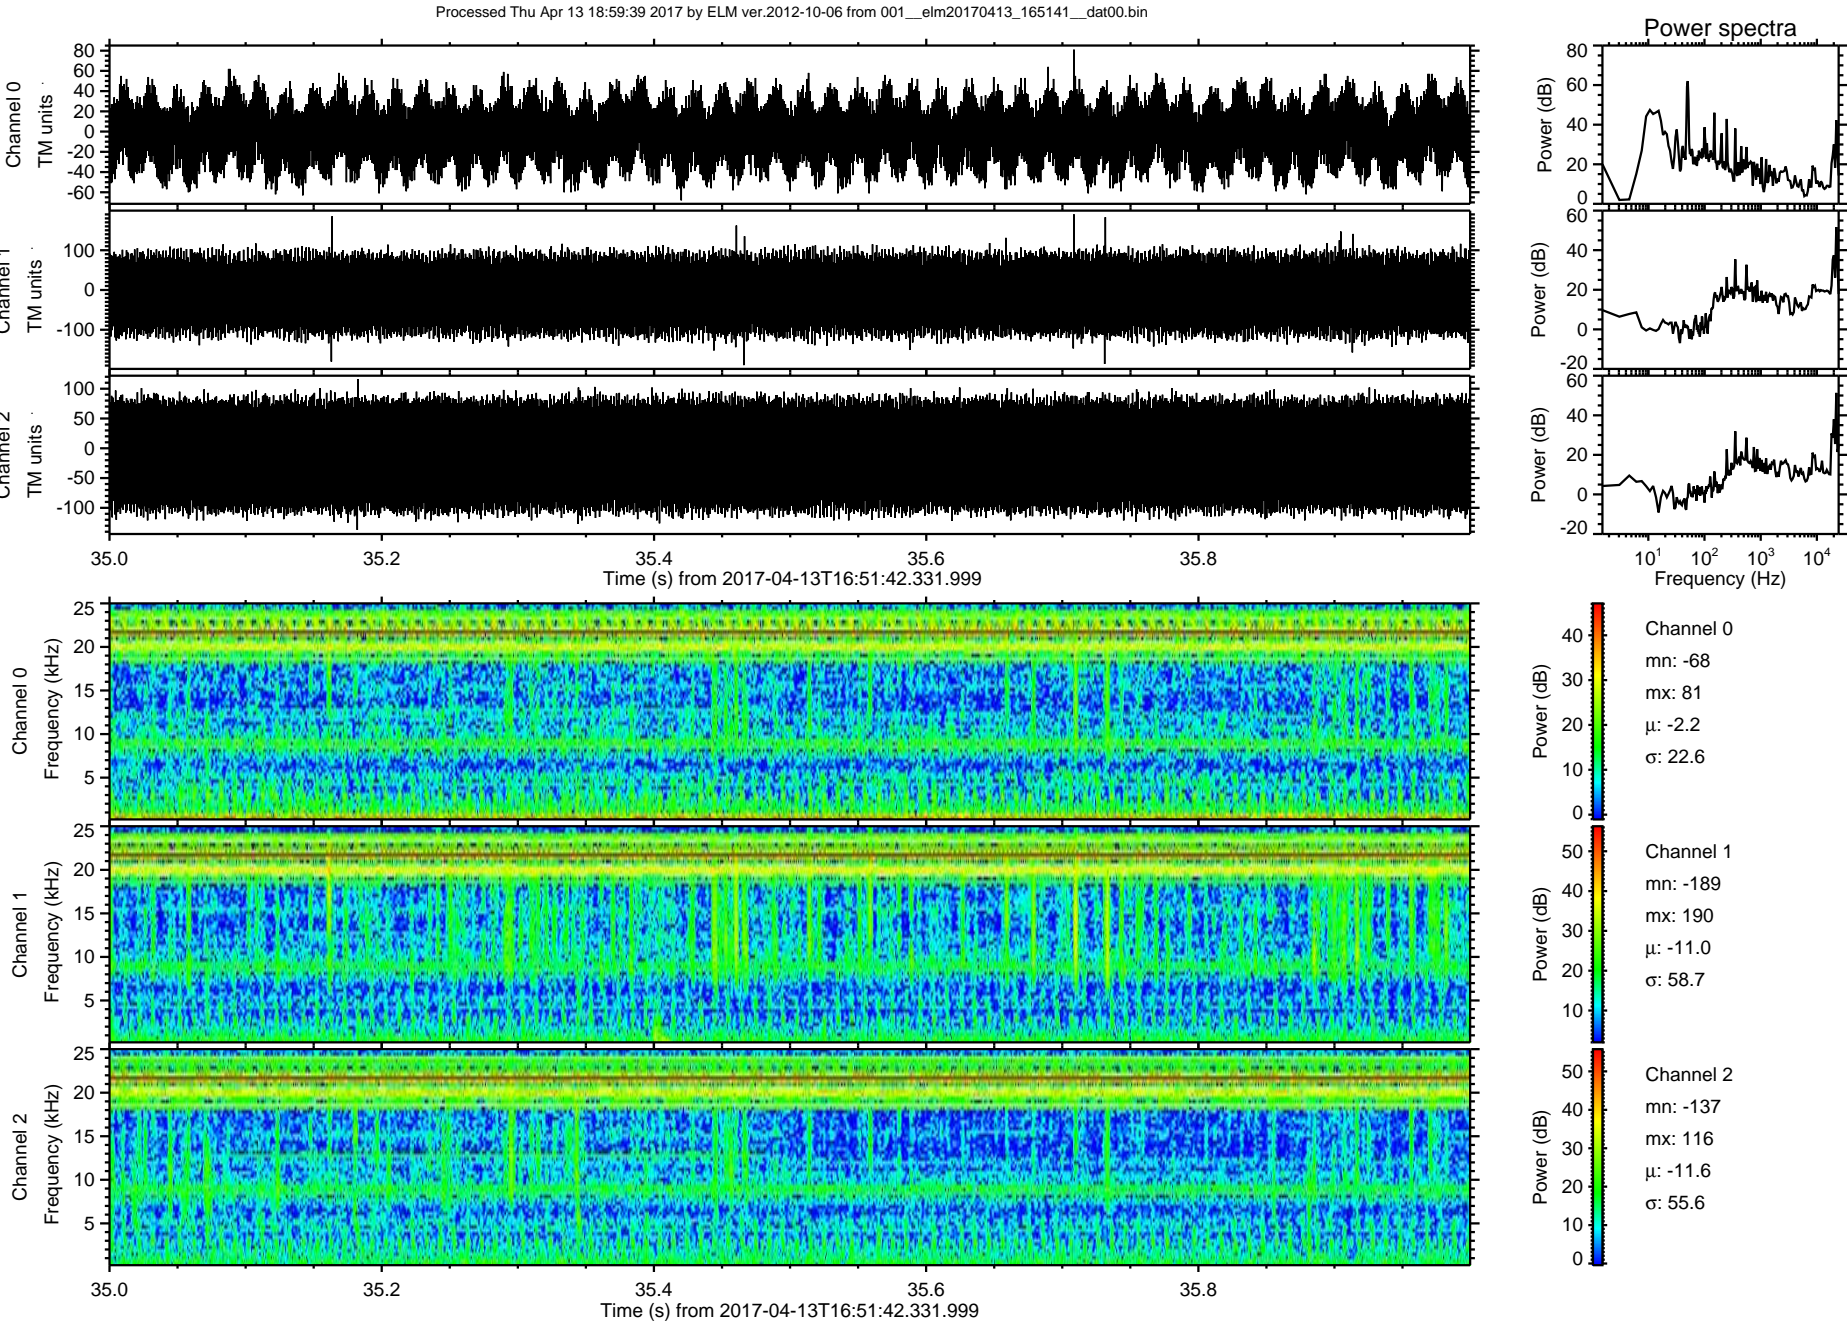 Processed Thu Apr 13 18:59:39 2017 by ELM ver.2012-10-06 from 001__elm20170413_165141__dat00.bin
Power spectra
Channel 0
TM units
80
60
40
20
0
-20
-40
-60
Power (dB)
80
60
40
20
0
Channel 1
TM units
100
0
-100
Power (dB)
60
40
20
0
-20
Channel 2
TM units
100
50
0
-50
-100
Power (dB)
60
40
20
0
-20
35.0 35.2 35.4 35.6 35.8
Time (s) from 2017-04-13T16:51:42.331.999
10¹ 10² 10³ 10⁴
Frequency (Hz)
Channel 0
Frequency (kHz)
25
20
15
10
5
Power (dB)
40
30
20
10
0
Channel 0
mn: -68
mx: 81
μ: -2.2
σ: 22.6
Channel 1
Frequency (kHz)
25
20
15
10
5
Power (dB)
50
40
30
20
10
Channel 1
mn: -189
mx: 190
μ: -11.0
σ: 58.7
Channel 2
Frequency (kHz)
25
20
15
10
5
Power (dB)
50
40
30
20
10
0
Channel 2
mn: -137
mx: 116
μ: -11.6
σ: 55.6
35.0 35.2 35.4 35.6 35.8
Time (s) from 2017-04-13T16:51:42.331.999